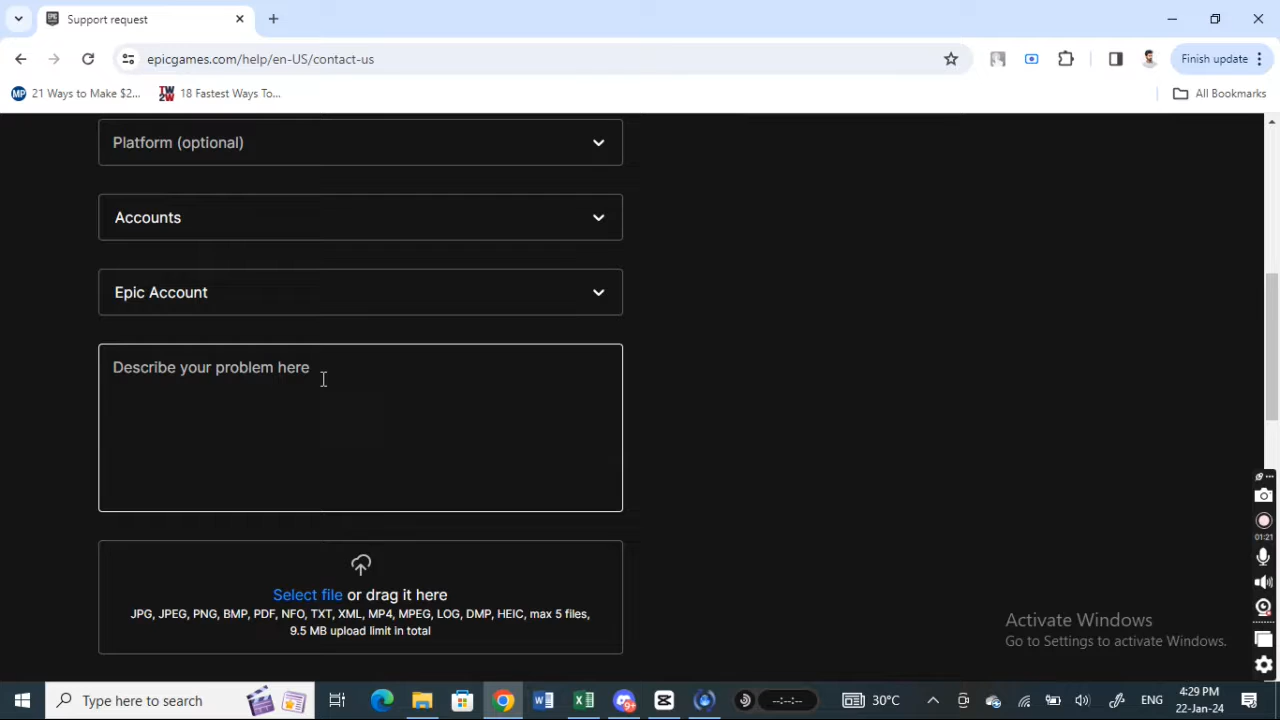 Support request
epicgames.com/help/en-US/contact-us
Finish update
MP 21 Ways to Make $2...
TW 2W 18 Fastest Ways To...
All Bookmarks
Platform (optional)
Accounts
Epic Account
Describe your problem here
Select file or drag it here
JPG, JPEG, PNG, BMP, PDF, NFO, TXT, XML, MP4, MPEG, LOG, DMP, HEIC, max 5 files,
9.5 MB upload limit in total
01:21
Activate Windows
Go to Settings to activate Windows.
Type here to search
--:--:--
30°C
ENG
4:29 PM
22-Jan-24